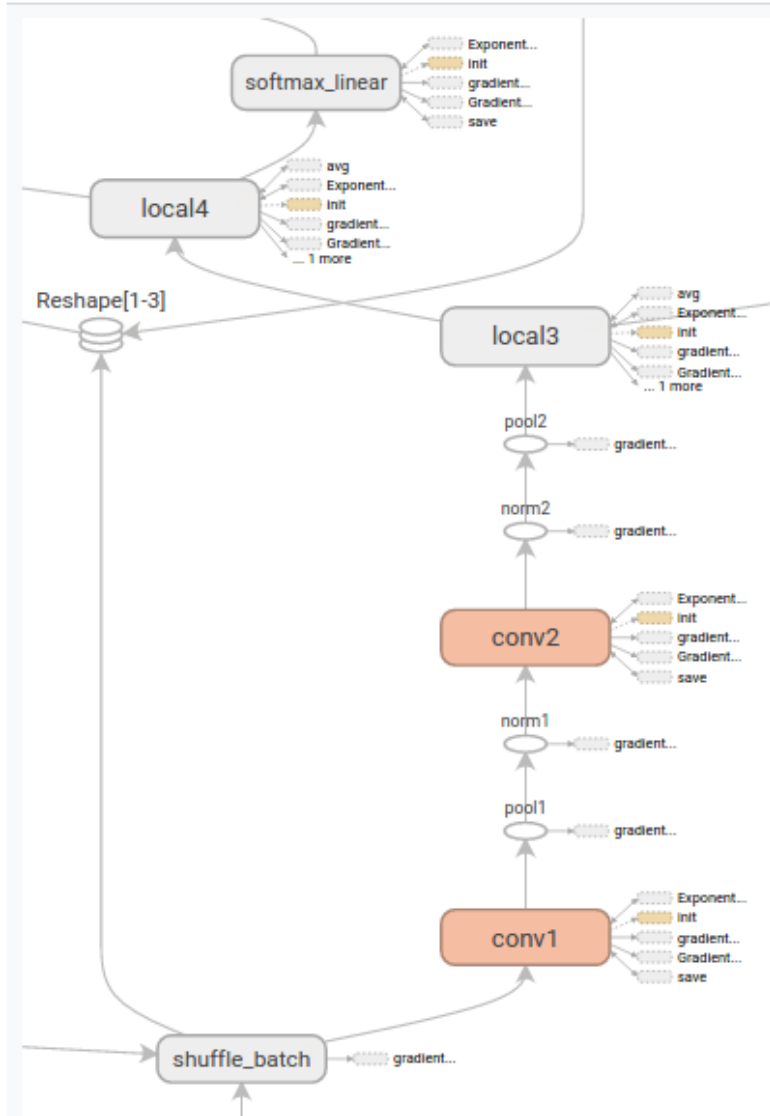 Exponent...
softmax_linear
init
gradient...
Gradient...
save
avg
Exponent...
local4
init
gradient...
Gradient...
... 1 more
Reshape[1-3]
avg
Exponent...
local3
init
gradient...
Gradient...
... 1 more
pool2
gradient...
norm2
gradient...
Exponent...
init
conv2
gradient...
Gradient...
save
norm1
gradient...
pool1
gradient...
Exponent...
init
conv1
gradient...
Gradient...
save
shuffle_batch
gradient...